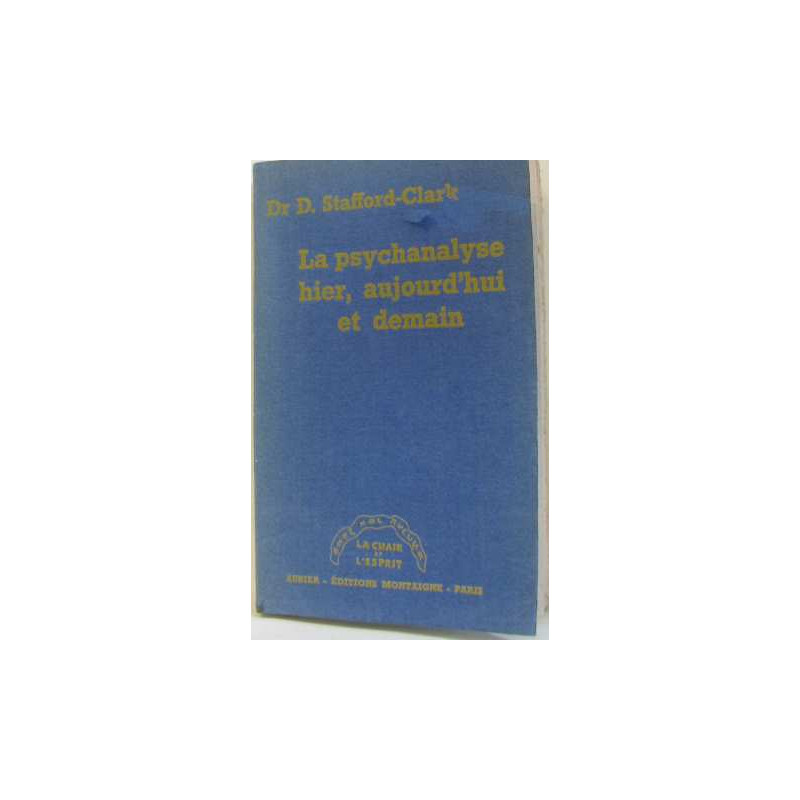 Dr D. Stafford-Clark
La psychanalyse
hier, aujourd'hui
et demain
LA CHAIR
ET
L'ESPRIT
AUBIER - ÉDITIONS MONTAIGNE - PARIS